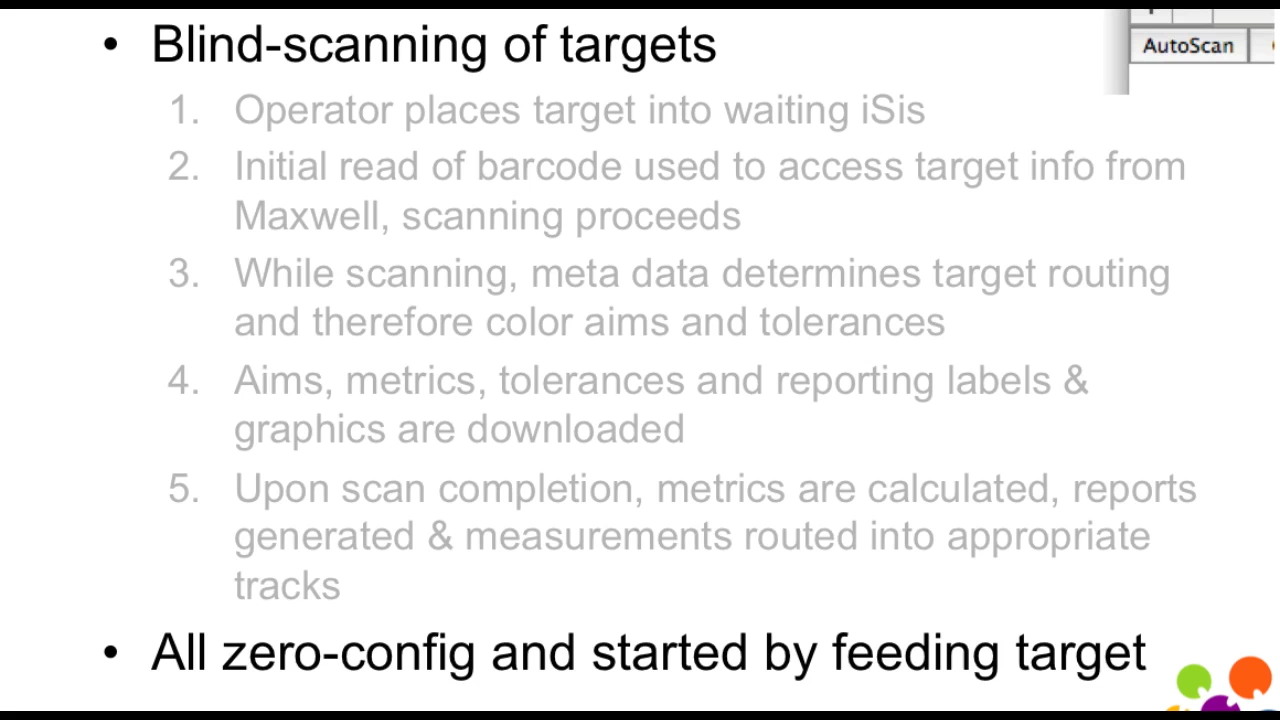 • Blind-scanning of targets
AutoScan
1. Operator places target into waiting iSis
2. Initial read of barcode used to access target info from
Maxwell, scanning proceeds
3. While scanning, meta data determines target routing
and therefore color aims and tolerances
4. Aims, metrics, tolerances and reporting labels &
graphics are downloaded
5. Upon scan completion, metrics are calculated, reports
generated & measurements routed into appropriate
tracks
• All zero-config and started by feeding target